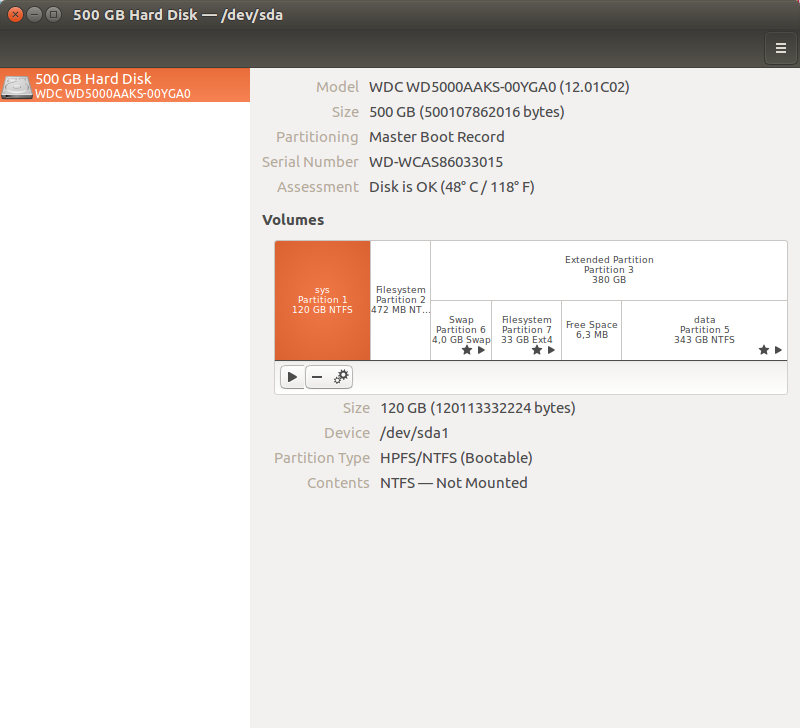 500 GB Hard Disk — /dev/sda
500 GB Hard Disk
WDC WD5000AAKS-00YGA0
Model WDC WD5000AAKS-00YGA0 (12.01C02)
Size 500 GB (500107862016 bytes)
Partitioning Master Boot Record
Serial Number WD-WCAS86033015
Assessment Disk is OK (48° C / 118° F)
Volumes
sys
Partition 1
120 GB NTFS
Filesystem
Partition 2
472 MB NT...
Extended Partition
Partition 3
380 GB
Swap
Partition 6
4,0 GB Swap
Filesystem
Partition 7
33 GB Ext4
Free Space
6,3 MB
data
Partition 5
343 GB NTFS
Size 120 GB (120113332224 bytes)
Device /dev/sda1
Partition Type HPFS/NTFS (Bootable)
Contents NTFS — Not Mounted